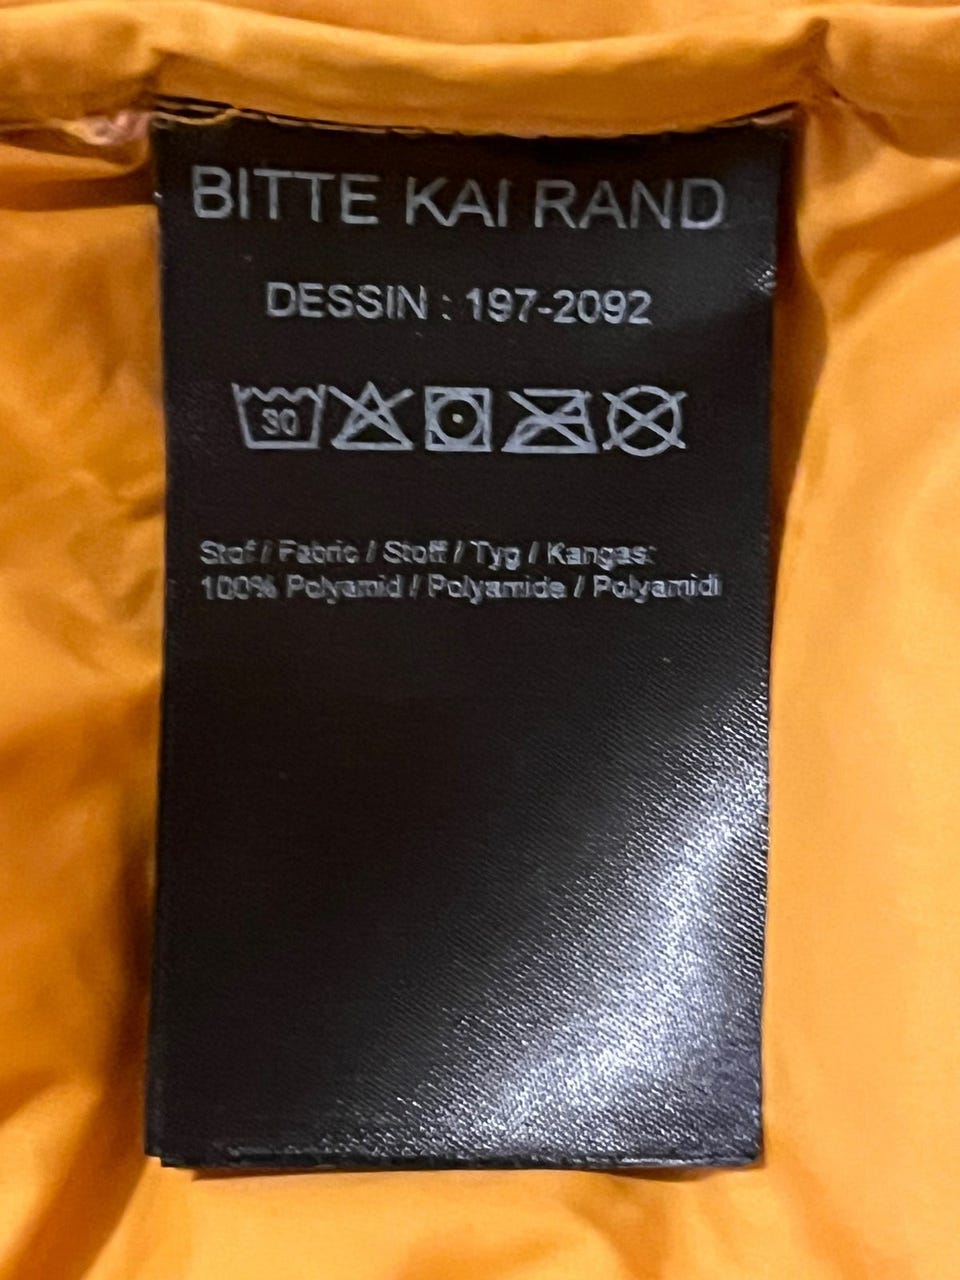 BITTE KAI RAND
DESSIN : 197-2092
30
Stof / Fabric / Stoff / Tyg / Kangas:
100% Polyamid / Polyamide / Polyamidi